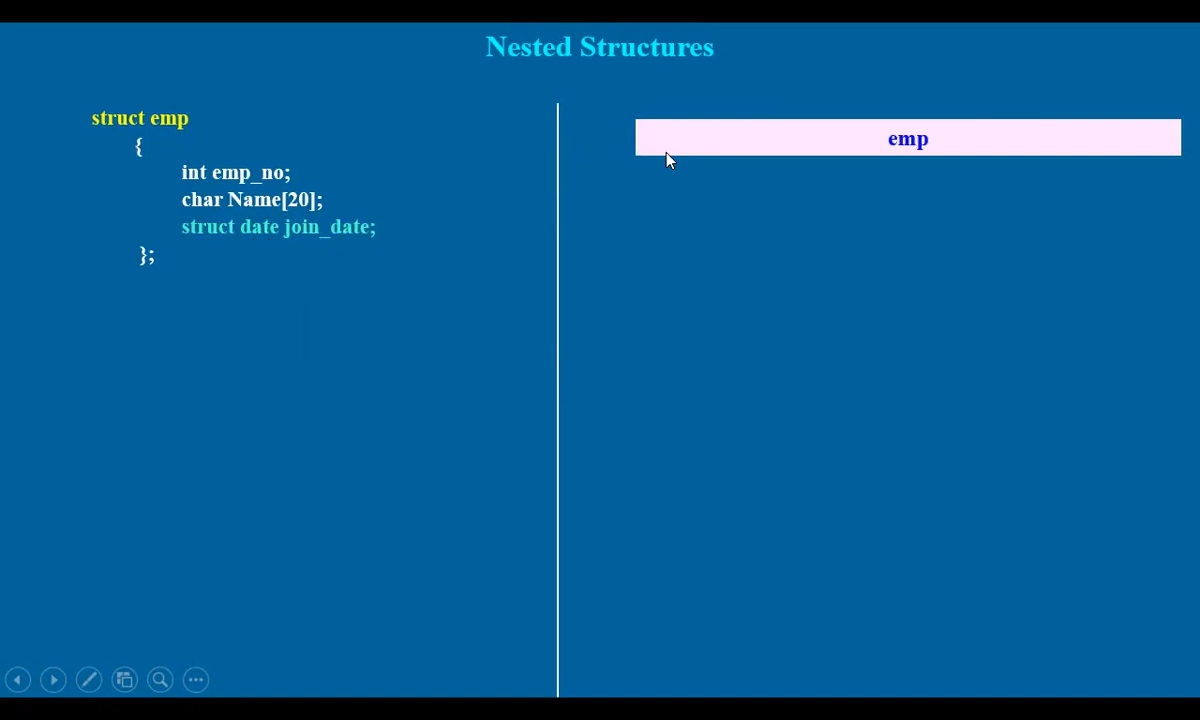 Nested Structures
struct emp
{
int emp_no;
char Name[20];
struct date join_date;
};
emp